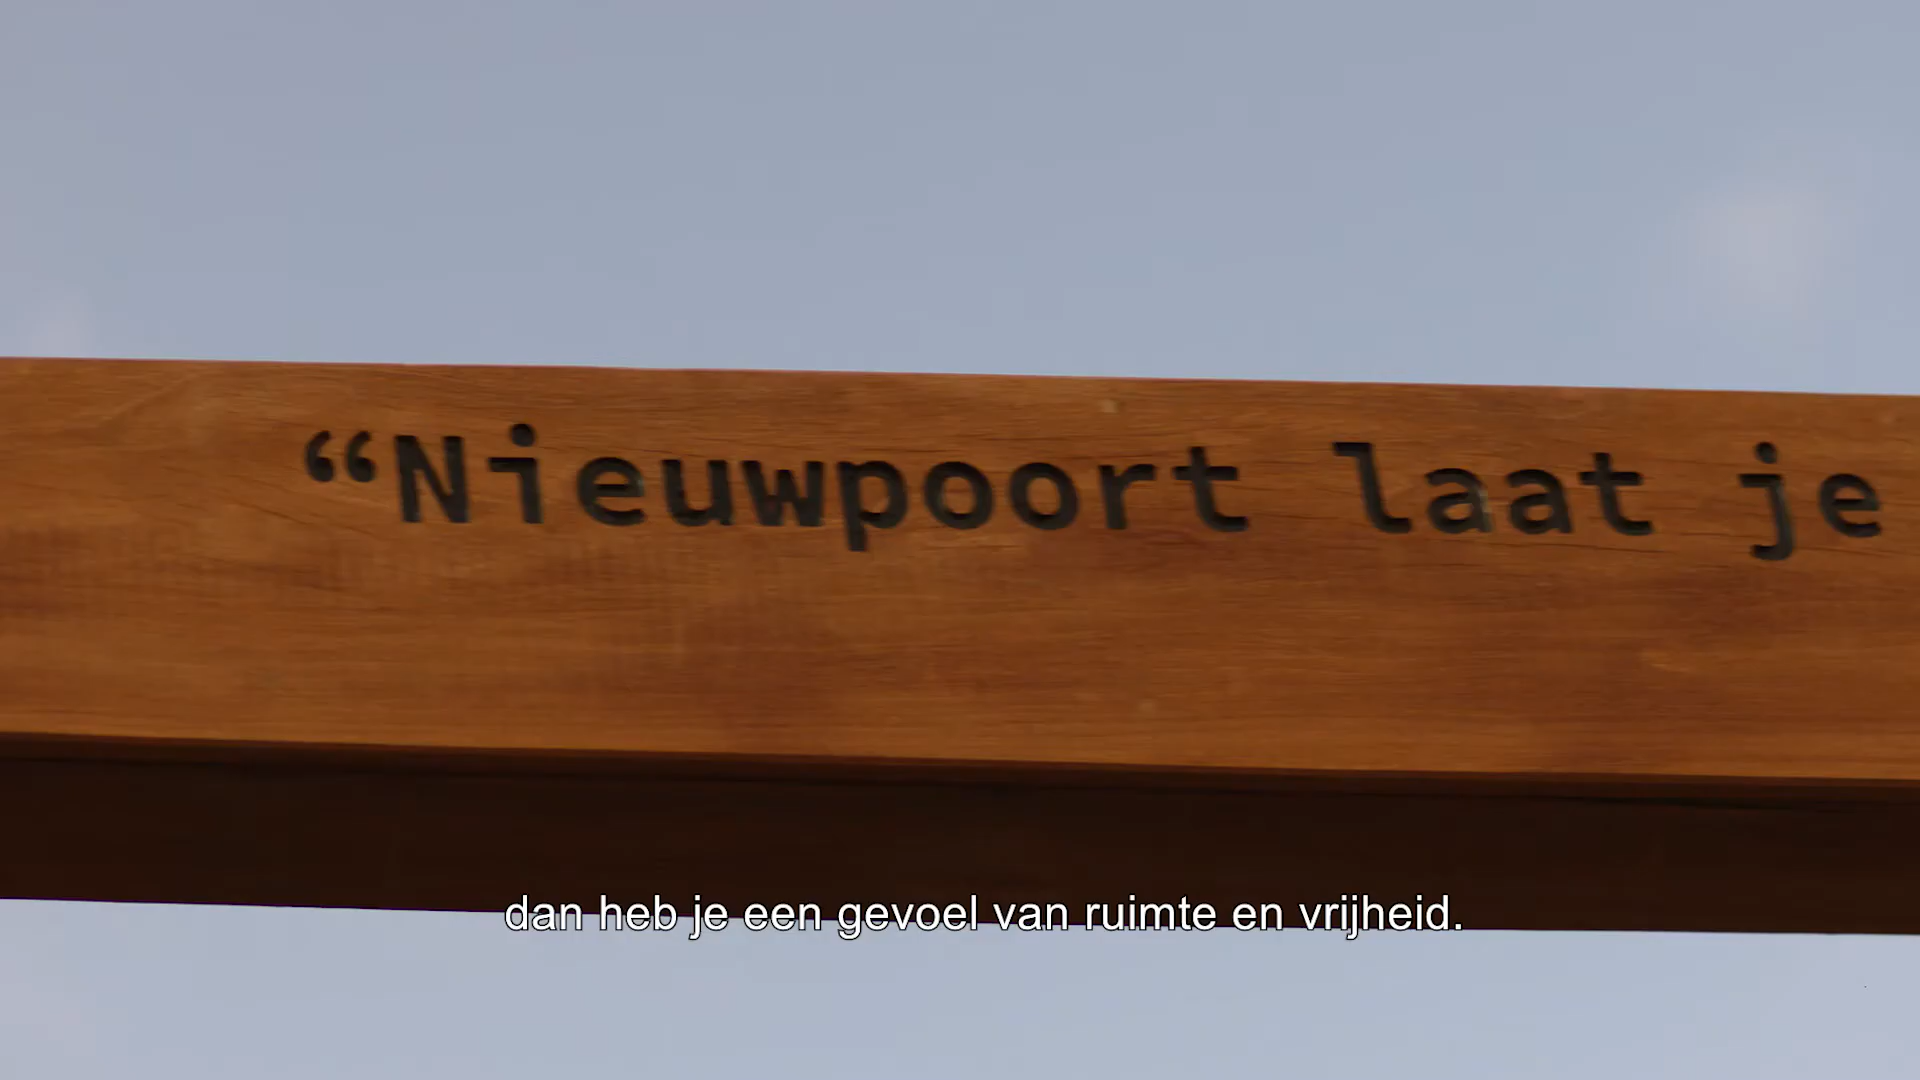 “Nieuwpoort laat je
dan heb je een gevoel van ruimte en vrijheid.